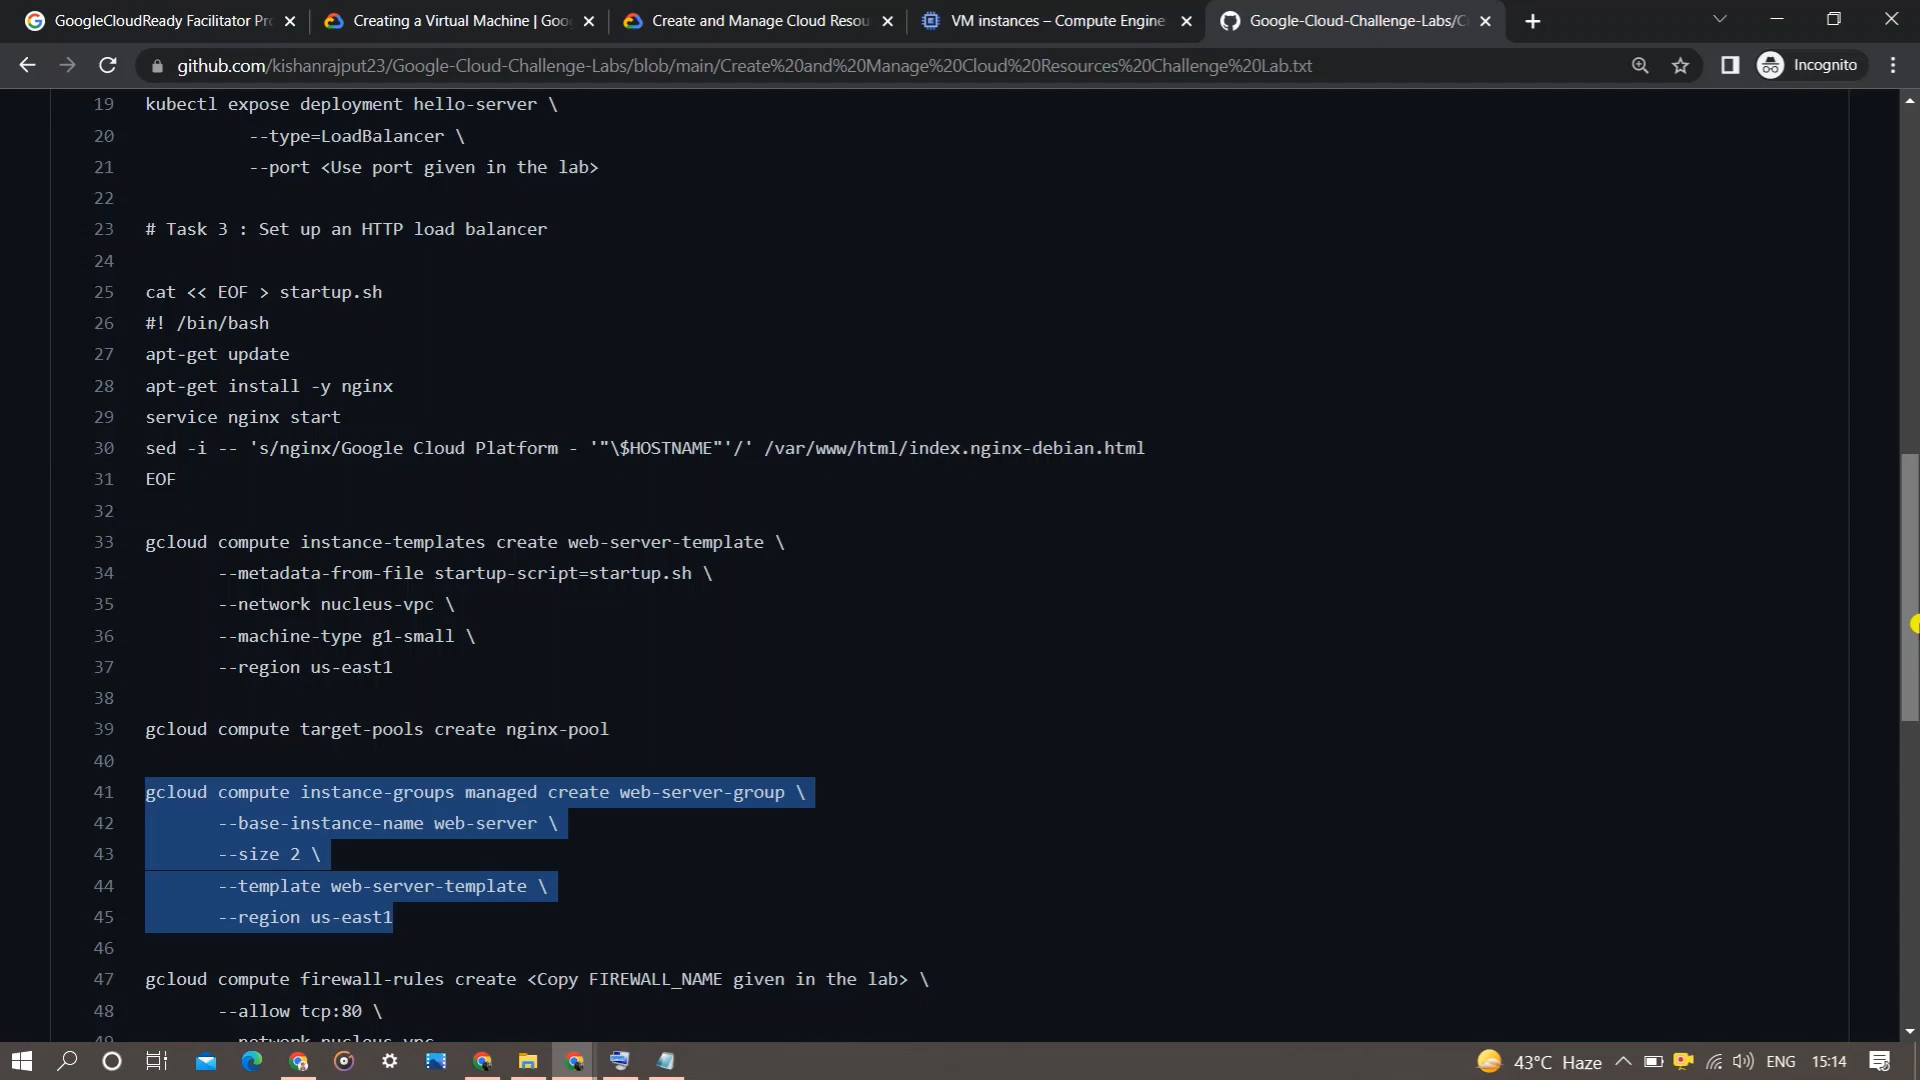 GoogleCloudReady Facilitator Pro
Creating a Virtual Machine | Goo
Create and Manage Cloud Resou
VM instances – Compute Engine
Google-Cloud-Challenge-Labs/C
github.com/kishanrajput23/Google-Cloud-Challenge-Labs/blob/main/Create%20and%20Manage%20Cloud%20Resources%20Challenge%20Lab.txt
Incognito
19 kubectl expose deployment hello-server \
20 --type=LoadBalancer \
21 --port <Use port given in the lab>
22
23 # Task 3 : Set up an HTTP load balancer
24
25 cat << EOF > startup.sh
26 #! /bin/bash
27 apt-get update
28 apt-get install -y nginx
29 service nginx start
30 sed -i -- 's/nginx/Google Cloud Platform - '"\$HOSTNAME"'/' /var/www/html/index.nginx-debian.html
31 EOF
32
33 gcloud compute instance-templates create web-server-template \
34 --metadata-from-file startup-script=startup.sh \
35 --network nucleus-vpc \
36 --machine-type g1-small \
37 --region us-east1
38
39 gcloud compute target-pools create nginx-pool
40
41 gcloud compute instance-groups managed create web-server-group \
42 --base-instance-name web-server \
43 --size 2 \
44 --template web-server-template \
45 --region us-east1
46
47 gcloud compute firewall-rules create <Copy FIREWALL_NAME given in the lab> \
48 --allow tcp:80 \
49 --network nucleus-vpc
43°C Haze
ENG
15:14